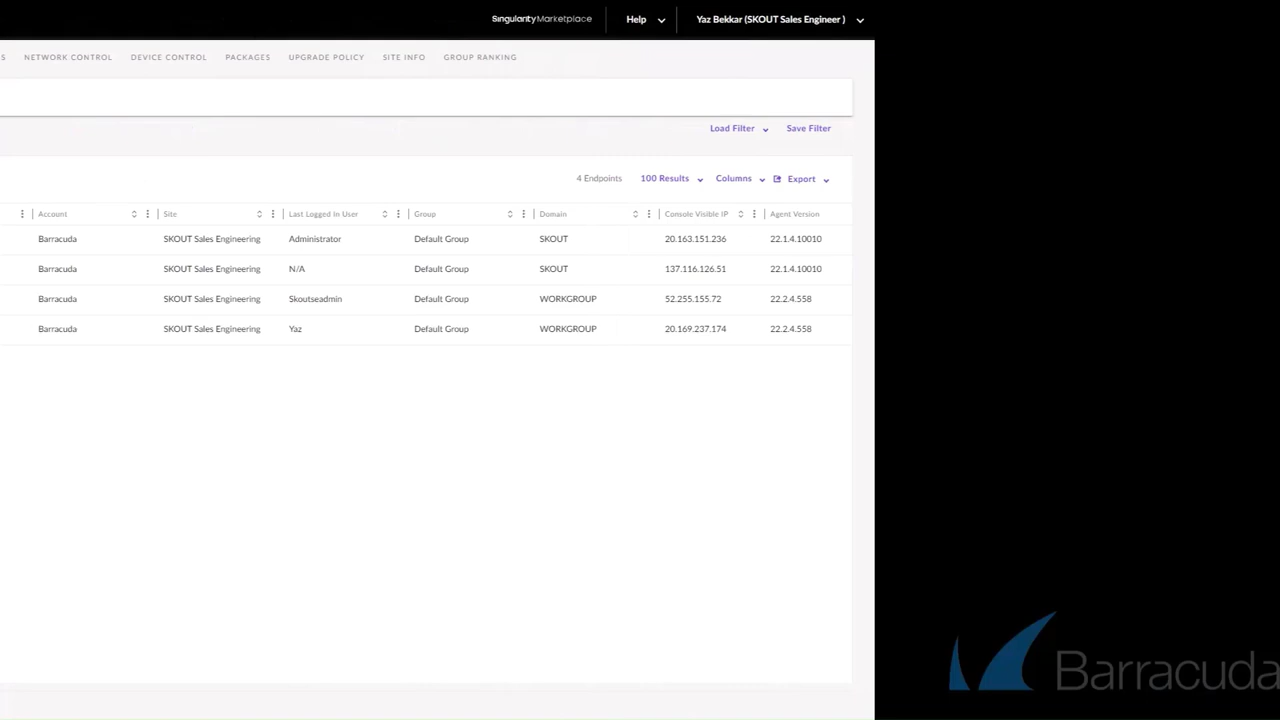 Singularity Marketplace Help Yaz Bekkar (SKOUT Sales Engineer )
S NETWORK CONTROL DEVICE CONTROL PACKAGES UPGRADE POLICY SITE INFO GROUP RANKING
Load Filter Save Filter
4 Endpoints 100 Results Columns Export
Account Site Last Logged In User Group Domain Console Visible IP Agent Version
Barracuda SKOUT Sales Engineering Administrator Default Group SKOUT 20.163.151.236 22.1.4.10010
Barracuda SKOUT Sales Engineering N/A Default Group SKOUT 137.116.126.51 22.1.4.10010
Barracuda SKOUT Sales Engineering Skoutseadmin Default Group WORKGROUP 52.255.155.72 22.2.4.558
Barracuda SKOUT Sales Engineering Yaz Default Group WORKGROUP 20.169.237.174 22.2.4.558
Barracuda